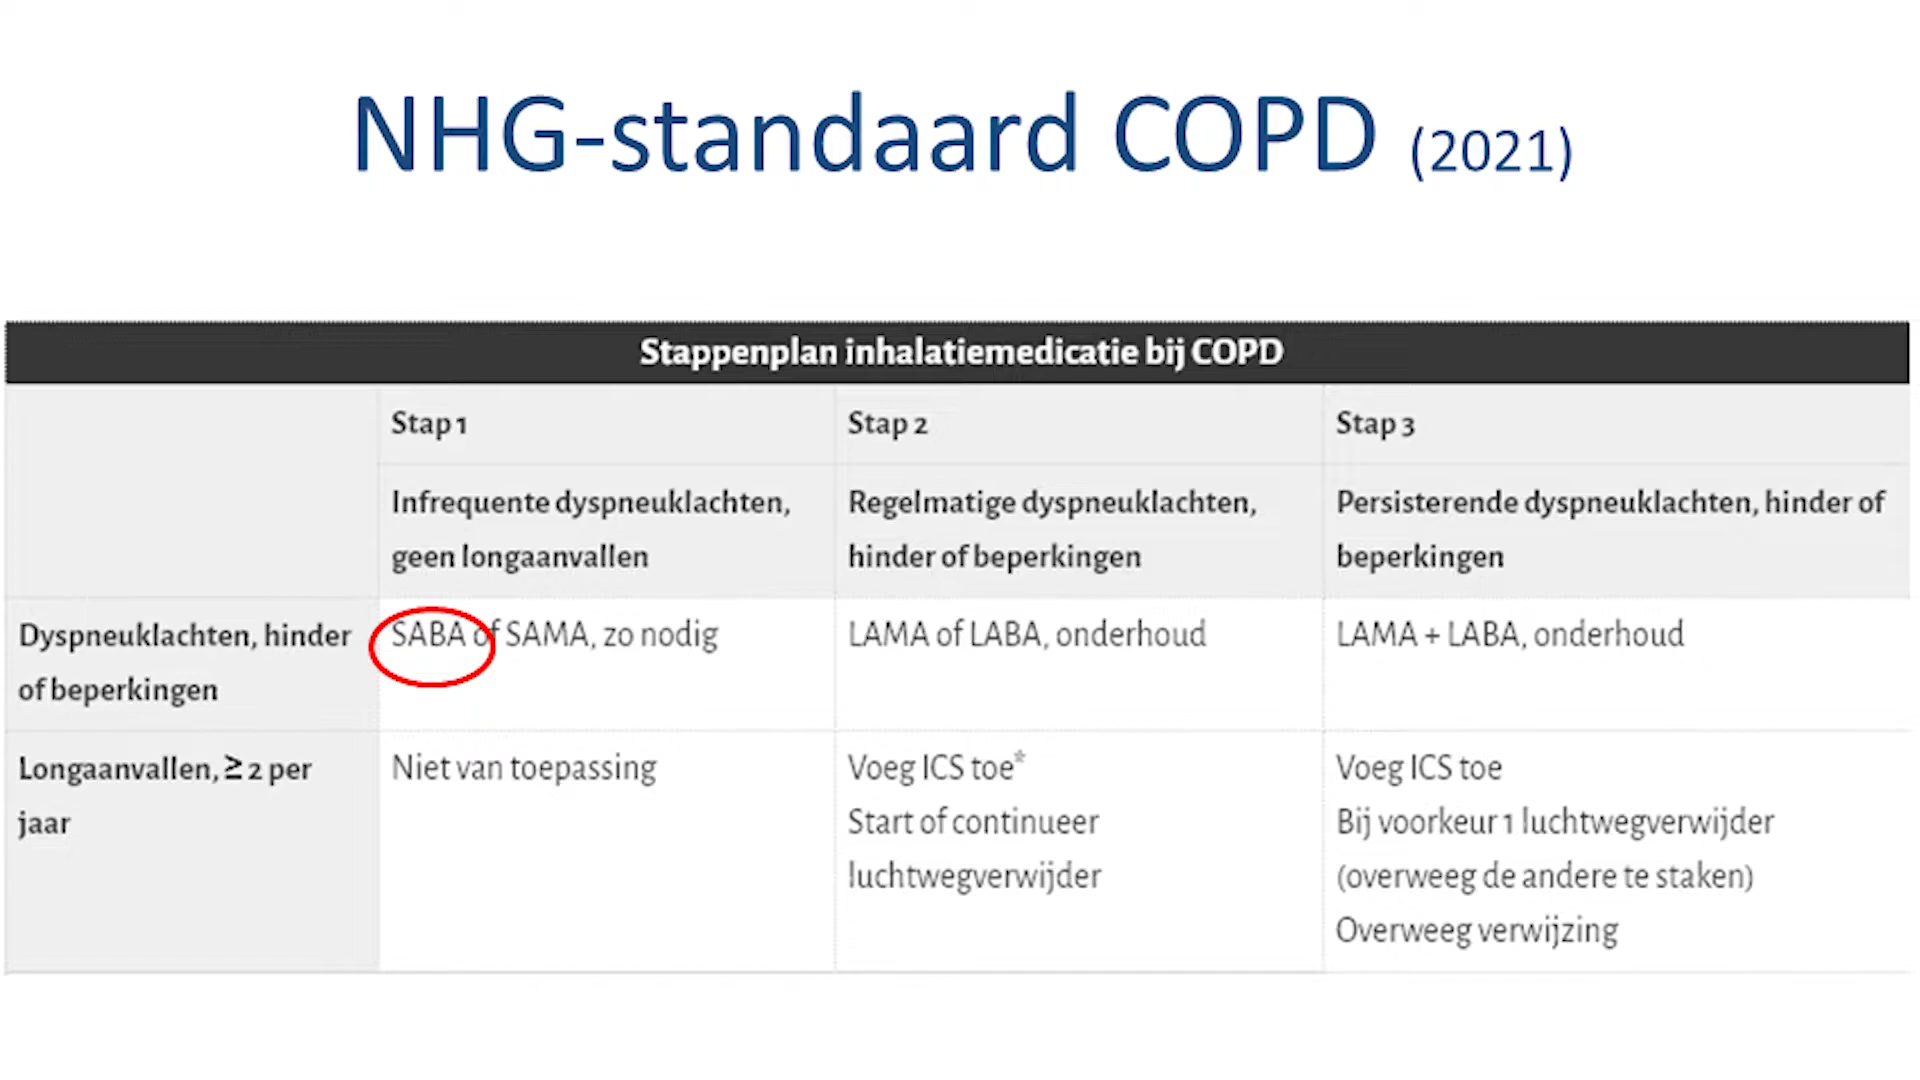 NHG-standaard COPD (2021)
Stappenplan inhalatiemedicatie bij COPD
Stap 1
Stap 2
Stap 3
Infrequente dyspneuklachten,
geen longaanvallen
Regelmatige dyspneuklachten,
hinder of beperkingen
Persisterende dyspneuklachten, hinder of
beperkingen
Dyspneuklachten, hinder
of beperkingen
SABA of SAMA, zo nodig
LAMA of LABA, onderhoud
LAMA + LABA, onderhoud
Longaanvallen, ≥ 2 per
jaar
Niet van toepassing
Voeg ICS toe*
Start of continueer
luchtwegverwijder
Voeg ICS toe
Bij voorkeur 1 luchtwegverwijder
(overweeg de andere te staken)
Overweeg verwijzing